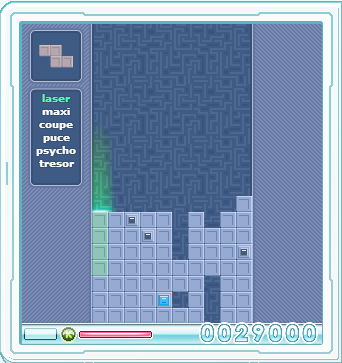 laser
maxi
coupe
puce
psycho
tresor
0029000